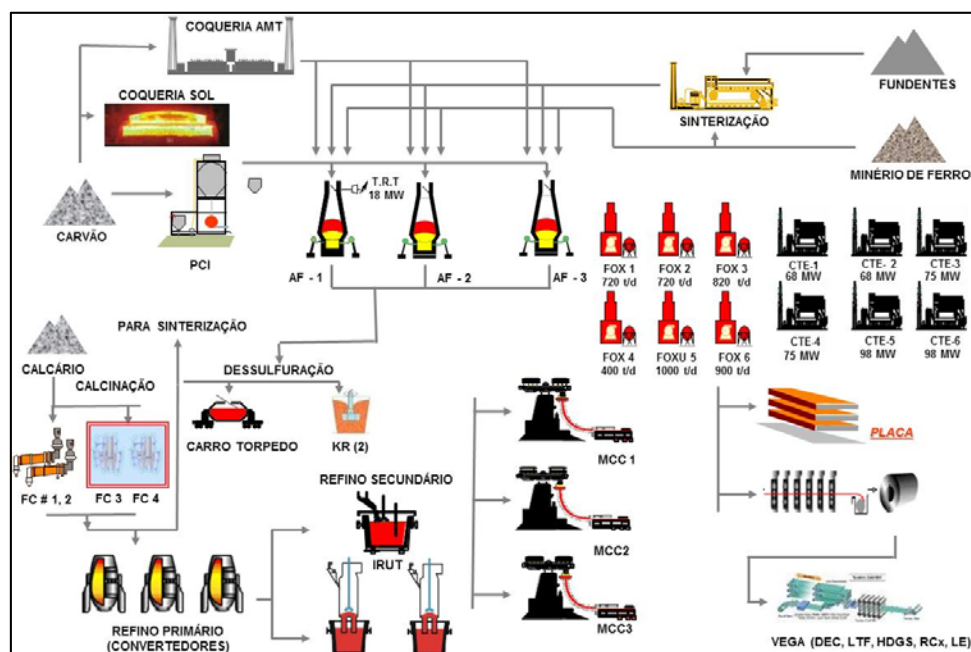 COQUERIA AMT
FUNDENTES
COQUERIA SOL
SINTERIZAÇÃO
MINÉRIO DE FERRO
T.R.T
18 MW
CARVÃO
PCI
AF - 1
AF - 2
AF - 3
FOX 1
720 t/d
FOX 2
720 t/d
FOX 3
820 t/d
CTE-1
68 MW
CTE- 2
68 MW
CTE-3
75 MW
FOX 4
400 t/d
FOXU 5
1000 t/d
FOX 6
900 t/d
CTE-4
75 MW
CTE-5
98 MW
CTE-6
98 MW
PARA SINTERIZAÇÃO
CALCÁRIO
CALCINAÇÃO
DESSULFURAÇÃO
CARRO TORPEDO
KR (2)
FC # 1, 2
FC 3
FC 4
REFINO SECUNDÁRIO
IRUT
MCC 1
MCC2
MCC3
PLACA
REFINO PRIMÁRIO
(CONVERTEDORES)
VEGA (DEC, LTF, HDGS, RCx, LE)